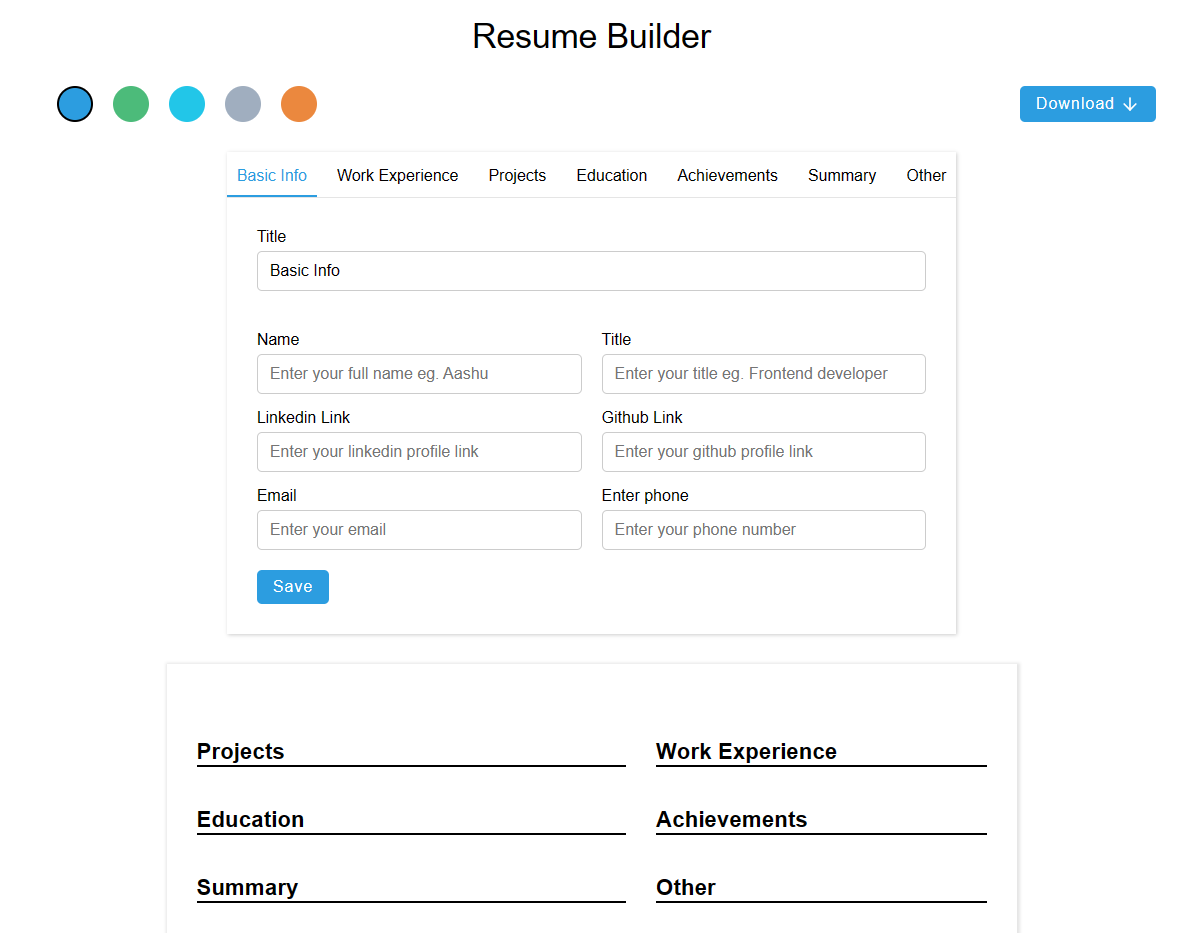 Resume Builder
Download
Basic Info Work Experience Projects Education Achievements Summary Other
Title
Basic Info
Name Title
Enter your full name eg. Aashu Enter your title eg. Frontend developer
Linkedin Link Github Link
Enter your linkedin profile link Enter your github profile link
Email Enter phone
Enter your email Enter your phone number
Save
Projects Work Experience
Education Achievements
Summary Other